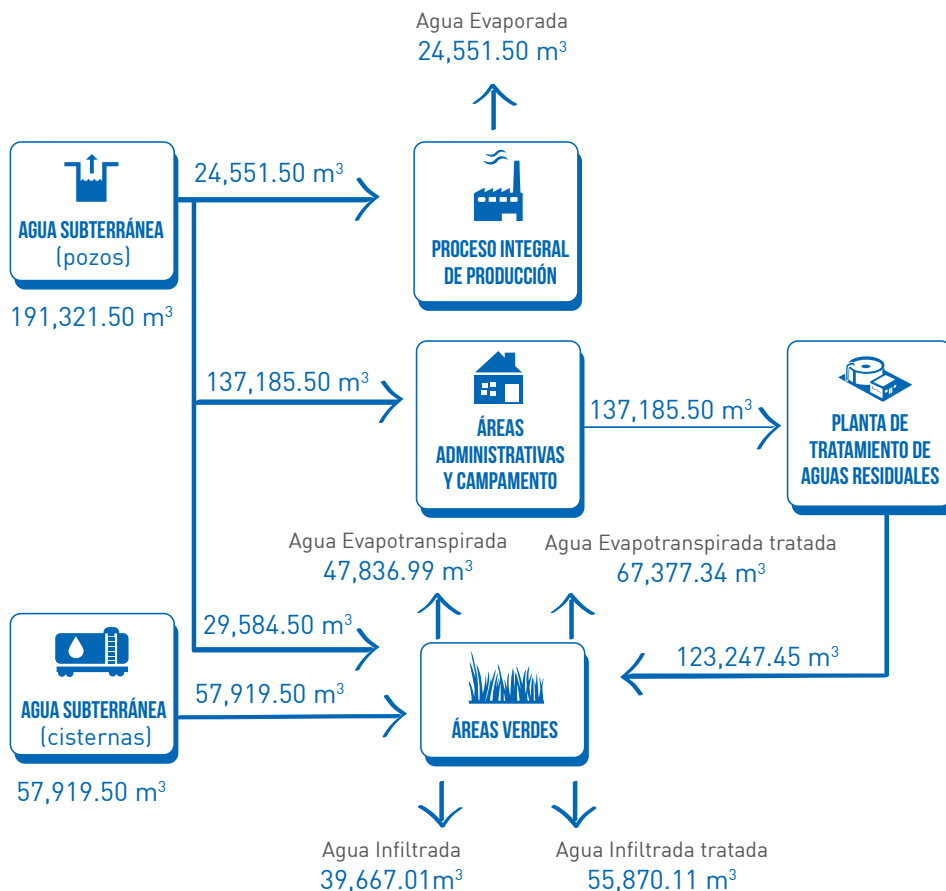 Agua Evaporada
24,551.50 m³
24,551.50 m³
AGUA SUBTERRÁNEA
(pozos)
191,321.50 m³
PROCESO INTEGRAL
DE PRODUCCIÓN
137,185.50 m³
ÁREAS
ADMINISTRATIVAS
Y CAMPAMENTO
137,185.50 m³
PLANTA DE
TRATAMIENTO DE
AGUAS RESIDUALES
Agua Evapotranspirada
47,836.99 m³
Agua Evapotranspirada tratada
67,377.34 m³
29,584.50 m³
123,247.45 m³
57,919.50 m³
AGUA SUBTERRÁNEA
(cisternas)
57,919.50 m³
ÁREAS VERDES
Agua Infiltrada
39,667.01m³
Agua Infiltrada tratada
55,870.11 m³